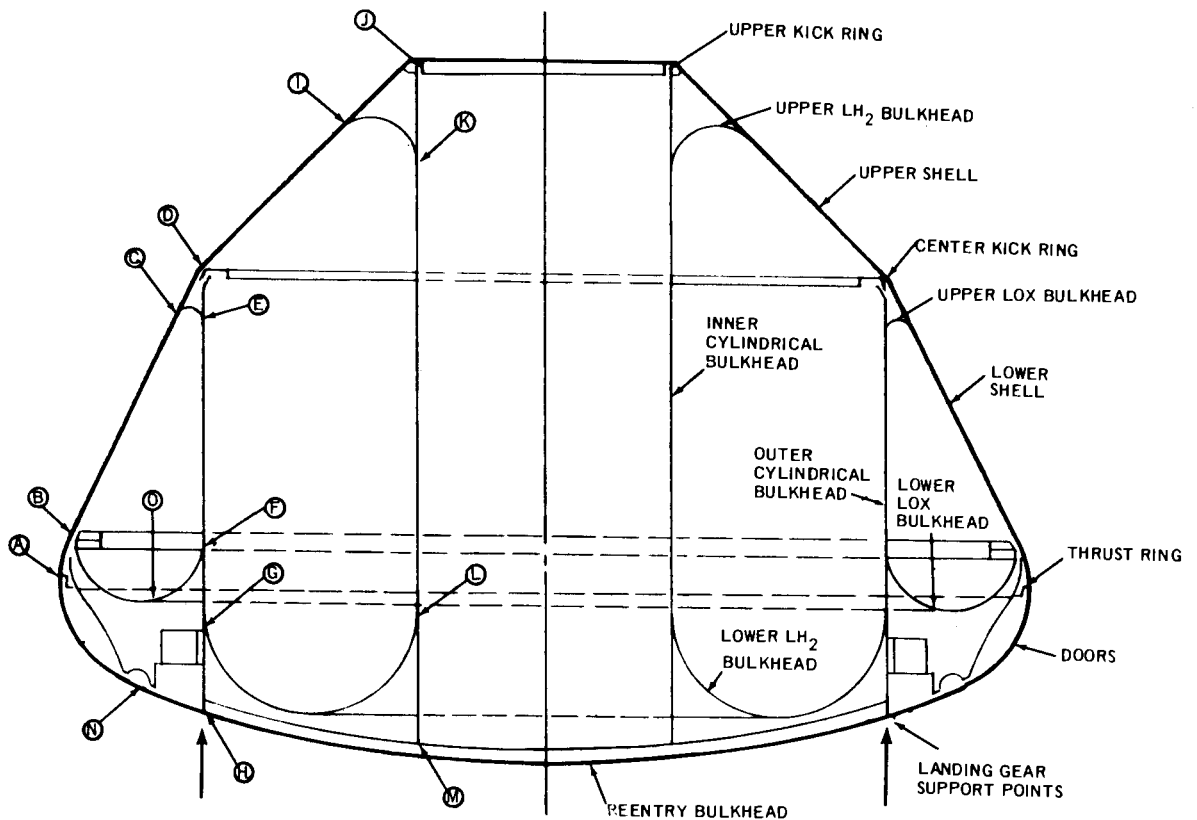 J
UPPER KICK RING
I
UPPER LH₂ BULKHEAD
K
UPPER SHELL
D
C
CENTER KICK RING
E
UPPER LOX BULKHEAD
INNER
CYLINDRICAL
BULKHEAD
LOWER
SHELL
OUTER
CYLINDRICAL
BULKHEAD
LOWER
LOX
BULKHEAD
B
O
F
A
THRUST RING
G
L
LOWER LH₂
BULKHEAD
DOORS
N
H
M
LANDING GEAR
SUPPORT POINTS
REENTRY BULKHEAD